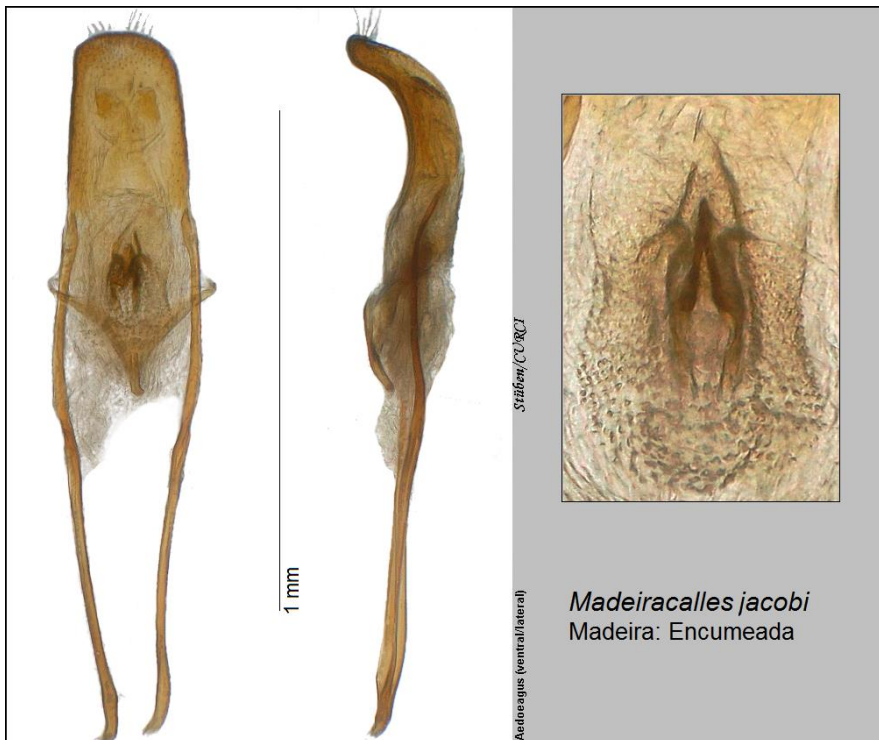 1 mm
Stüben/CURCI
Aedoeagus (ventral/lateral)
Madeiracalles jacobi
Madeira: Encumeada